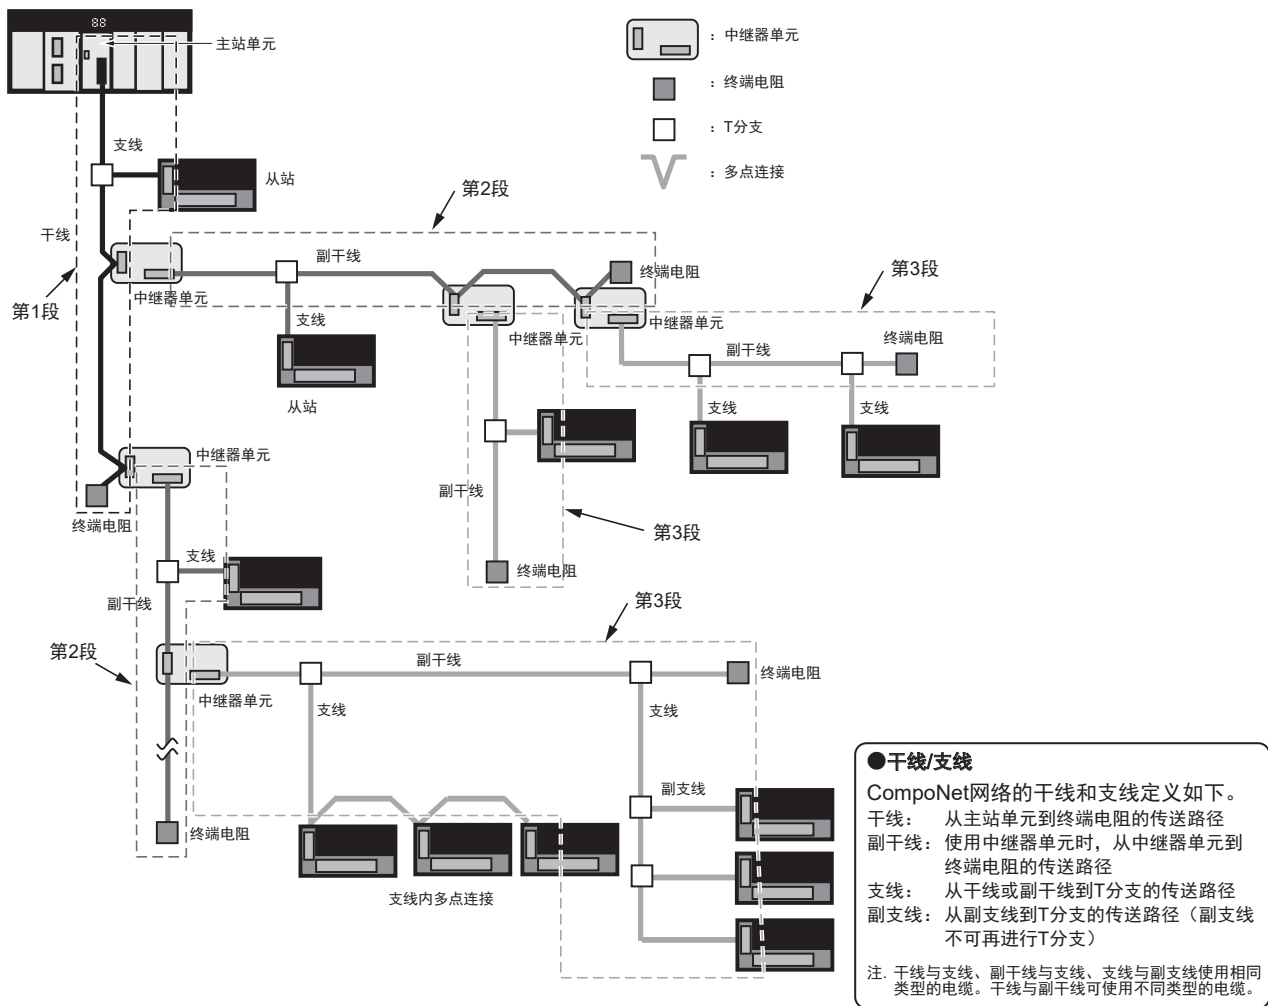 88
主站单元
：中继器单元
：终端电阻
：T分支
：多点连接
支线
从站
第2段
干线
副干线
终端电阻
第3段
第1段
中继器单元
支线
中继器单元
中继器单元
终端电阻
副干线
从站
支线
支线
中继器单元
副干线
终端电阻
第3段
支线
终端电阻
副干线
第3段
第2段
副干线
终端电阻
中继器单元
支线
支线
副支线
终端电阻
支线内多点连接
●干线/支线
CompoNet网络的干线和支线定义如下。
干线： 从主站单元到终端电阻的传送路径
副干线：使用中继器单元时，从中继器单元到
终端电阻的传送路径
支线： 从干线或副干线到T分支的传送路径
副支线：从副支线到T分支的传送路径（副支线
不可再进行T分支）
注. 干线与支线、副干线与支线、支线与副支线使用相同
类型的电缆。干线与副干线可使用不同类型的电缆。